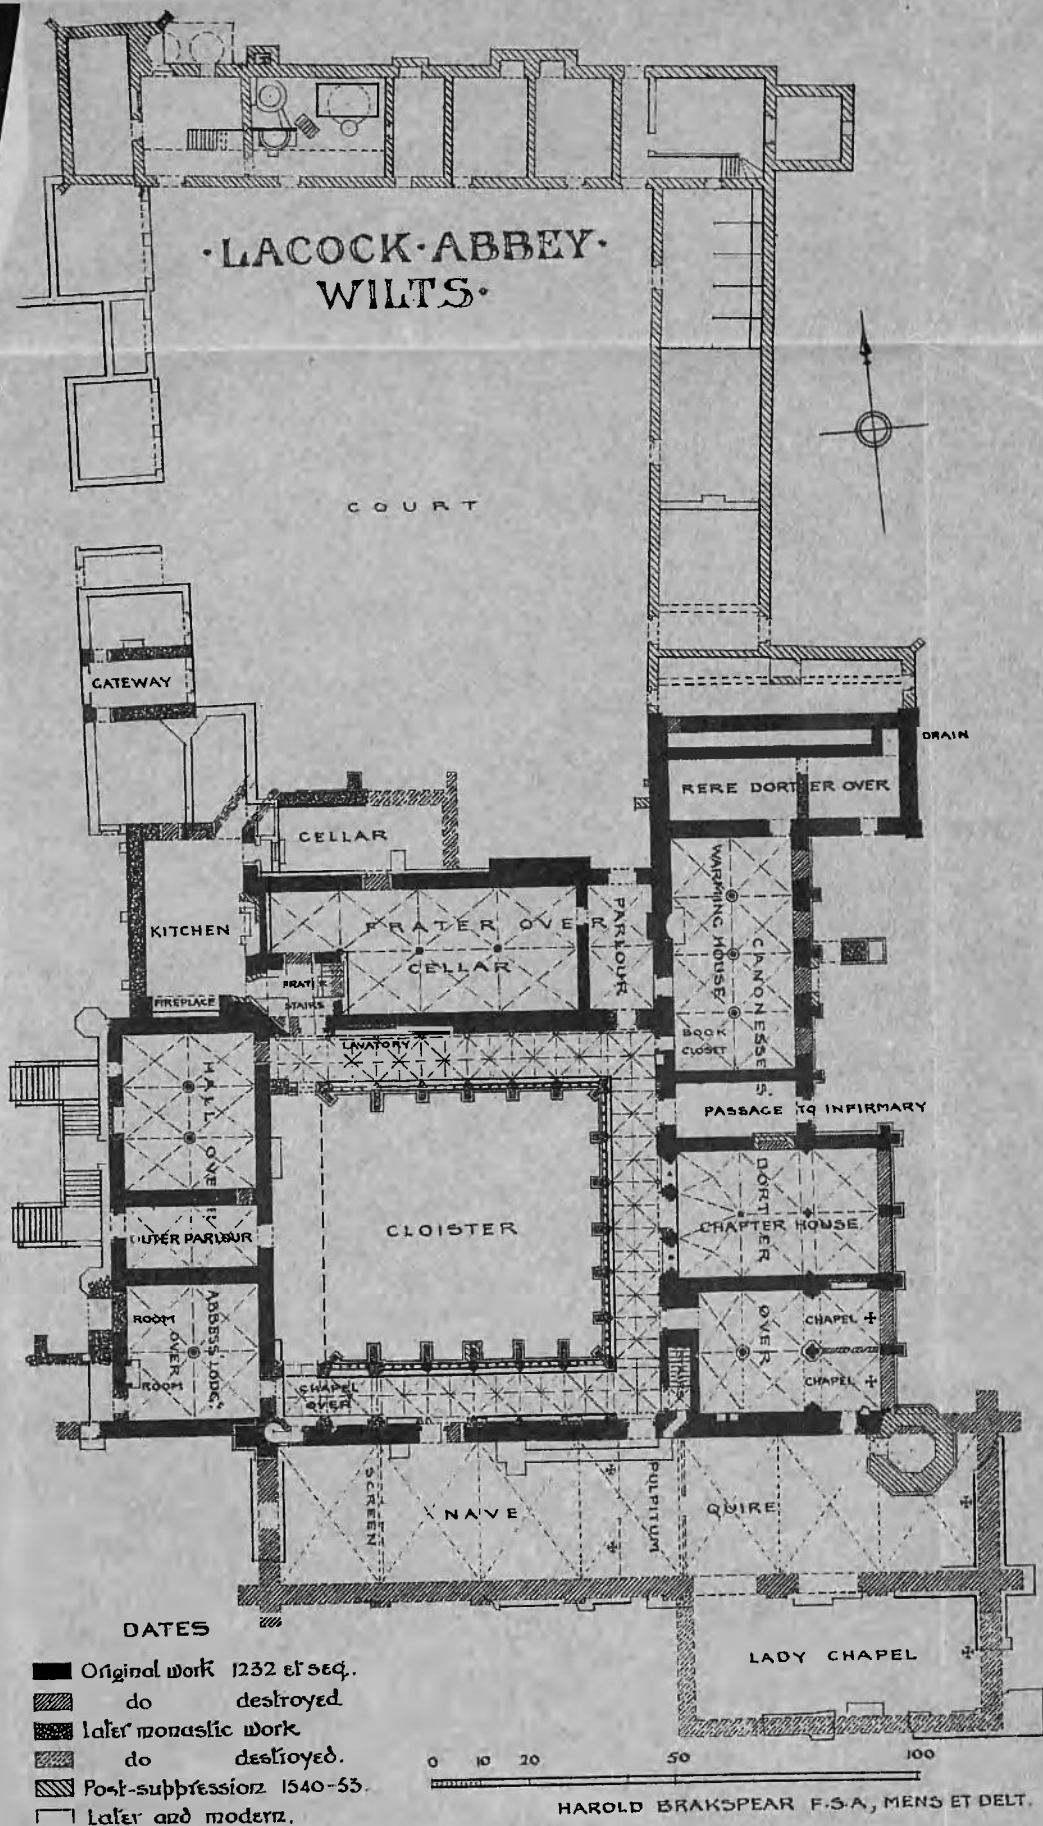 ·LACOCK·ABBEY·
WILTS·
COURT
GATEWAY
DRAIN
RERE DORTER OVER
CELLAR
KITCHEN
FIREPLACE
FRATER OVER
CELLAR
FRATER
STAIRS
PARLOUR
WARMING HOUSE
CANONESSES'
BOOK
CLOSET
LAVATORY
PASSAGE TO INFIRMARY
HALL OVER
OUTER PARLOUR
CLOISTER
DORTER
CHAPTER HOUSE
OVER
ROOM
OVER
ROOM
ABBESS' LODG.
CHAPEL
OVER
STAIRS
CHAPEL
CHAPEL
SCREEN
NAVE
PULPITUM
QUIRE
LADY CHAPEL
DATES
Original work 1232 et seq.
do destroyed
later monastic work
do destroyed.
Post-suppression 1540-53.
Later and modern.
0 10 20 50 100
HAROLD BRAKSPEAR F.S.A, MENS ET DELT.